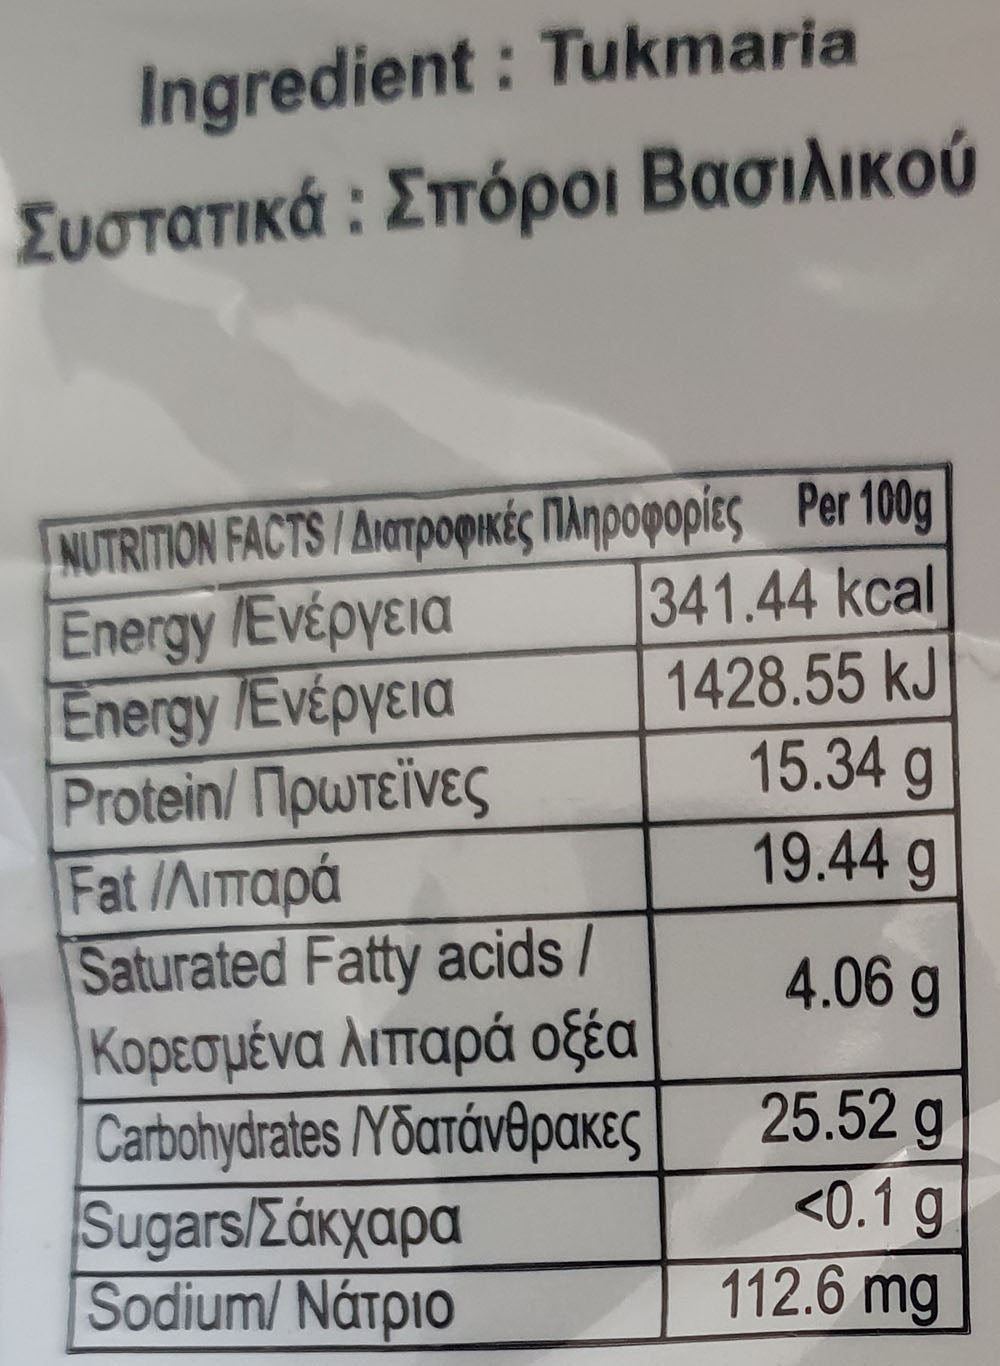 Ingredient : Tukmaria
Συστατικά : Σπόροι Βασιλικού
NUTRITION FACTS / Διατροφικές Πληροφορίες Per 100g
Energy /Ενέργεια 341.44 kcal
Energy /Ενέργεια 1428.55 kJ
Protein/ Πρωτεϊνες 15.34 g
Fat /Λιπαρά 19.44 g
Saturated Fatty acids /
Κορεσμένα λιπαρά οξέα 4.06 g
Carbohydrates /Υδατάνθρακες 25.52 g
Sugars/Σάκχαρα <0.1 g
Sodium/ Νάτριο 112.6 mg